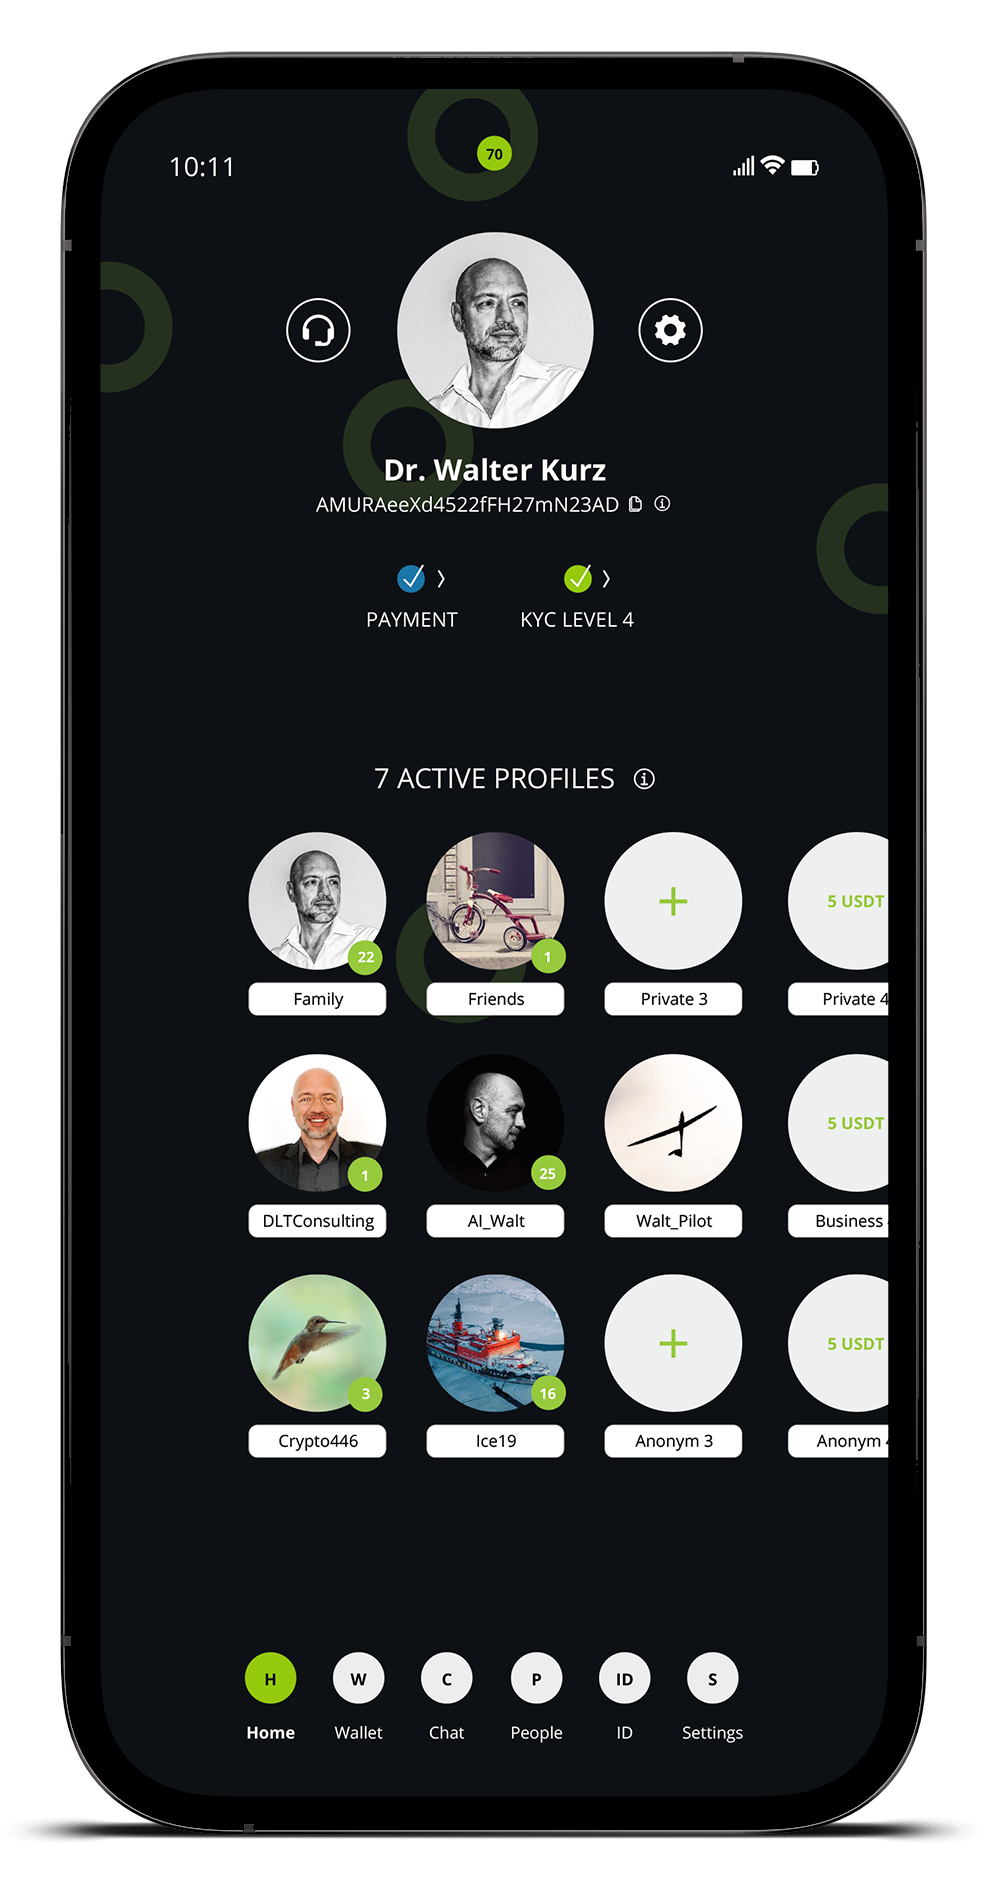 10:11
70
Dr. Walter Kurz
AMURAeeXd4522fFH27mN23AD
PAYMENT
KYC LEVEL 4
7 ACTIVE PROFILES
+
5 USDT
22
1
Family
Friends
Private 3
Private 4
5 USDT
1
25
DLTConsulting
AI_Walt
Walt_Pilot
Business
+
5 USDT
3
16
Crypto446
Ice19
Anonym 3
Anonym 4
H
W
C
P
ID
S
Home
Wallet
Chat
People
ID
Settings